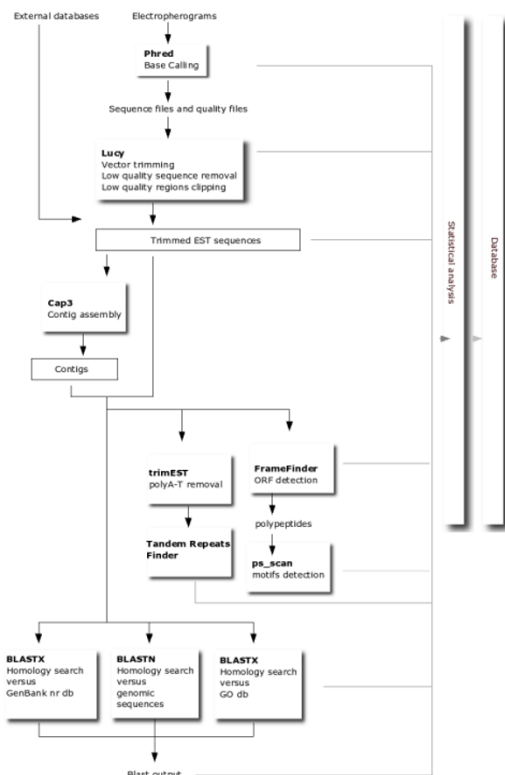 External databases
Electropherograms
Phred
Base Calling
Sequence files and quality files
Lucy
Vector trimming
Low quality sequence removal
Low quality regions clipping
Trimmed EST sequences
Cap3
Contig assembly
Contigs
trimEST
polyA-T removal
FrameFinder
ORF detection
polypeptides
Tandem Repeats
Finder
ps_scan
motifs detection
BLASTX
Homology search
versus
GenBank nr db
BLASTN
Homology search
versus
genomic
sequences
BLASTX
Homology search
versus
GO db
Blast output
Statistical analysis
Database